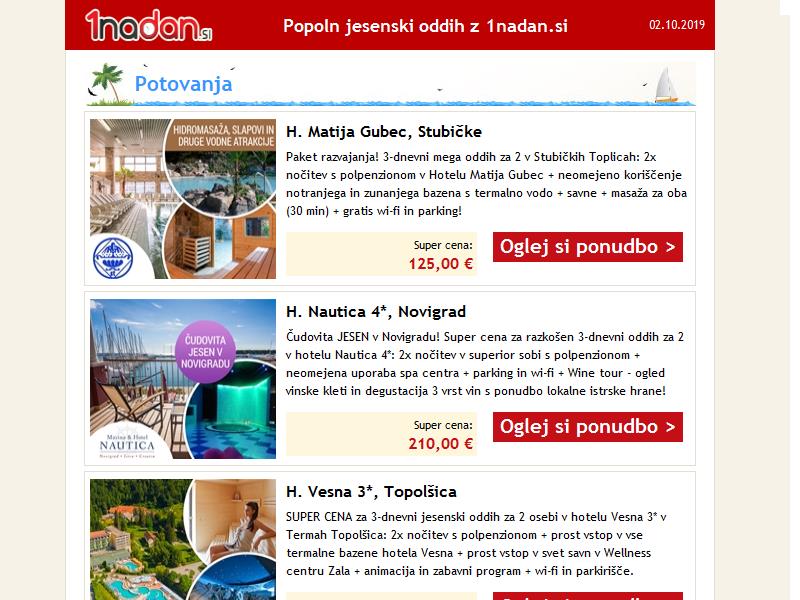 1nadan.si
Popoln jesenski oddih z 1nadan.si
02.10.2019
Potovanja
HIDROMASAŽA, SLAPOVI IN
DRUGE VODNE ATRAKCIJE
H. Matija Gubec, Stubičke
Paket razvajanja! 3-dnevni mega oddih za 2 v Stubičkih Toplicah: 2x
nočitev s polpenzionom v Hotelu Matija Gubec + neomejeno koriščenje
notranjega in zunanjega bazena s termalno vodo + savne + masaža za oba
(30 min) + gratis wi-fi in parking!
Super cena:
125,00 €
Oglej si ponudbo >
ČUDOVITA
JESEN V
NOVIGRADU
Marina & Hotel
NAUTICA
Novigrad • Istra • Croatia
H. Nautica 4*, Novigrad
Čudovita JESEN v Novigradu! Super cena za razkošen 3-dnevni oddih za 2
v hotelu Nautica 4*: 2x nočitev v superior sobi s polpenzionom +
neomejena uporaba spa centra + parking in wi-fi + Wine tour - ogled
vinske kleti in degustacija 3 vrst vin s ponudbo lokalne istrske hrane!
Super cena:
210,00 €
Oglej si ponudbo >
H. Vesna 3*, Topolšica
SUPER CENA za 3-dnevni jesenski oddih za 2 osebi v hotelu Vesna 3* v
Termah Topolšica: 2x nočitev s polpenzionom + prost vstop v vse
termalne bazene hotela Vesna + prost vstop v svet savn v Wellness
centru Zala + animacija in zabavni program + wi-fi in parkirišče.